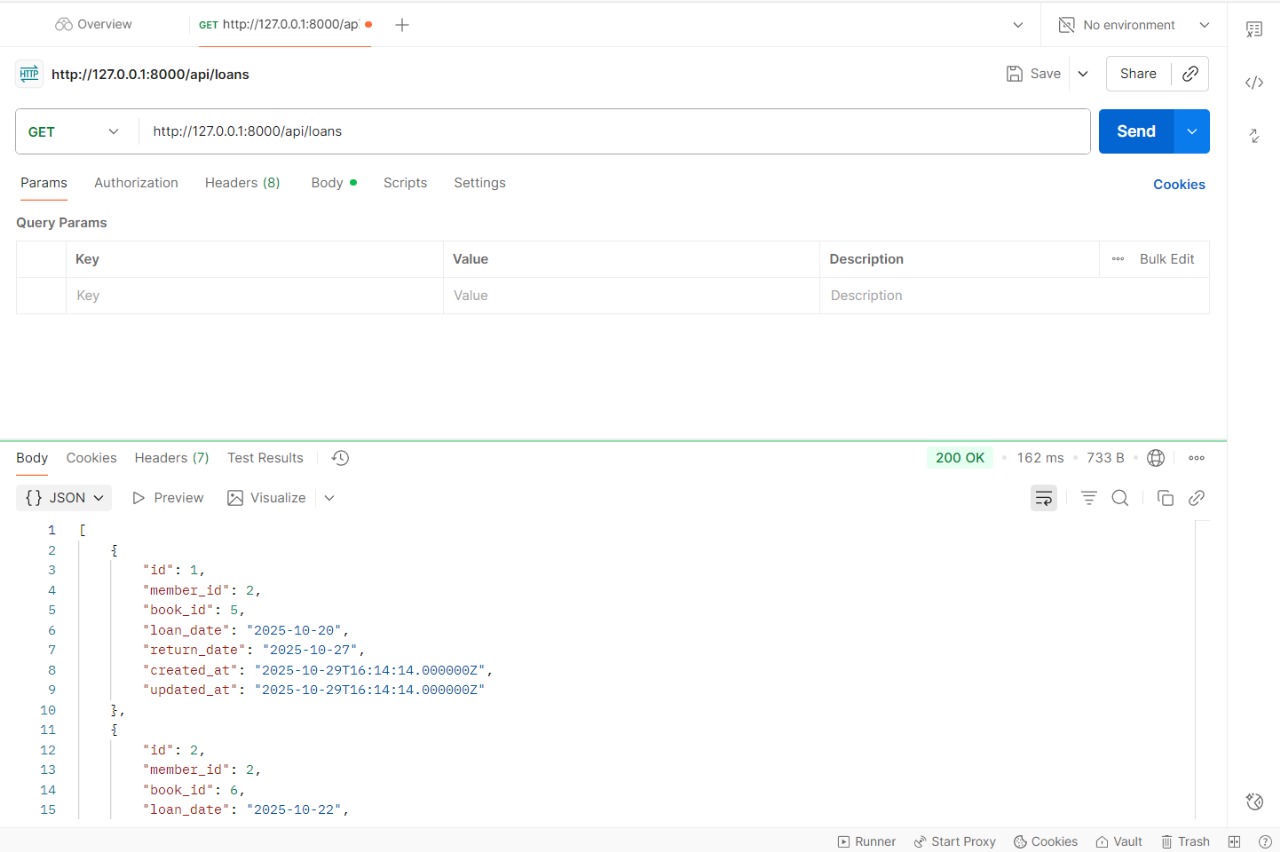 Overview
GET http://127.0.0.1:8000/ap
No environment
HTTP http://127.0.0.1:8000/api/loans
Save
Share
GET http://127.0.0.1:8000/api/loans
Send
Params Authorization Headers (8) Body Scripts Settings
Cookies
Query Params
Key Value Description Bulk Edit
Key Value Description
Body Cookies Headers (7) Test Results
200 OK 162 ms 733 B
{} JSON Preview Visualize
1 [
2 {
3 "id": 1,
4 "member_id": 2,
5 "book_id": 5,
6 "loan_date": "2025-10-20",
7 "return_date": "2025-10-27",
8 "created_at": "2025-10-29T16:14:14.000000Z",
9 "updated_at": "2025-10-29T16:14:14.000000Z"
10 },
11 {
12 "id": 2,
13 "member_id": 2,
14 "book_id": 6,
15 "loan_date": "2025-10-22",
Runner Start Proxy Cookies Vault Trash